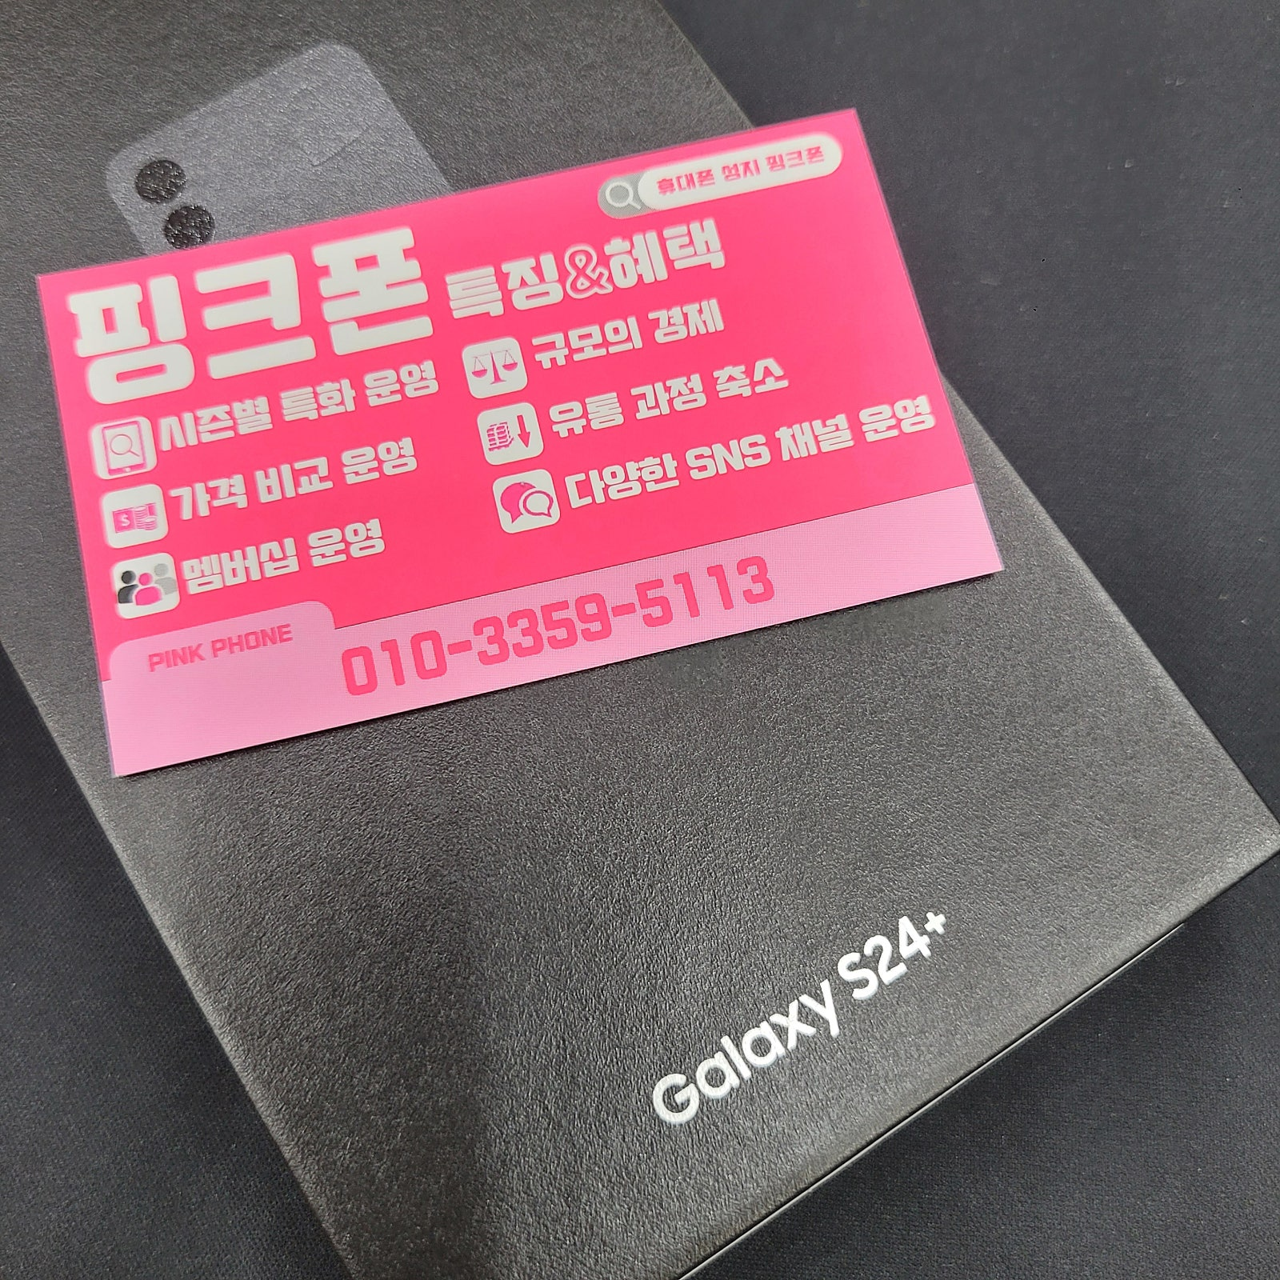 휴대폰 성지 핑크폰
핑크폰 특징&혜택
시즌별 특화 운영
가격 비교 운영
멤버십 운영
규모의 경제
유통 과정 축소
다양한 SNS 채널 운영
PINK PHONE
010-3359-5113
Galaxy S24+